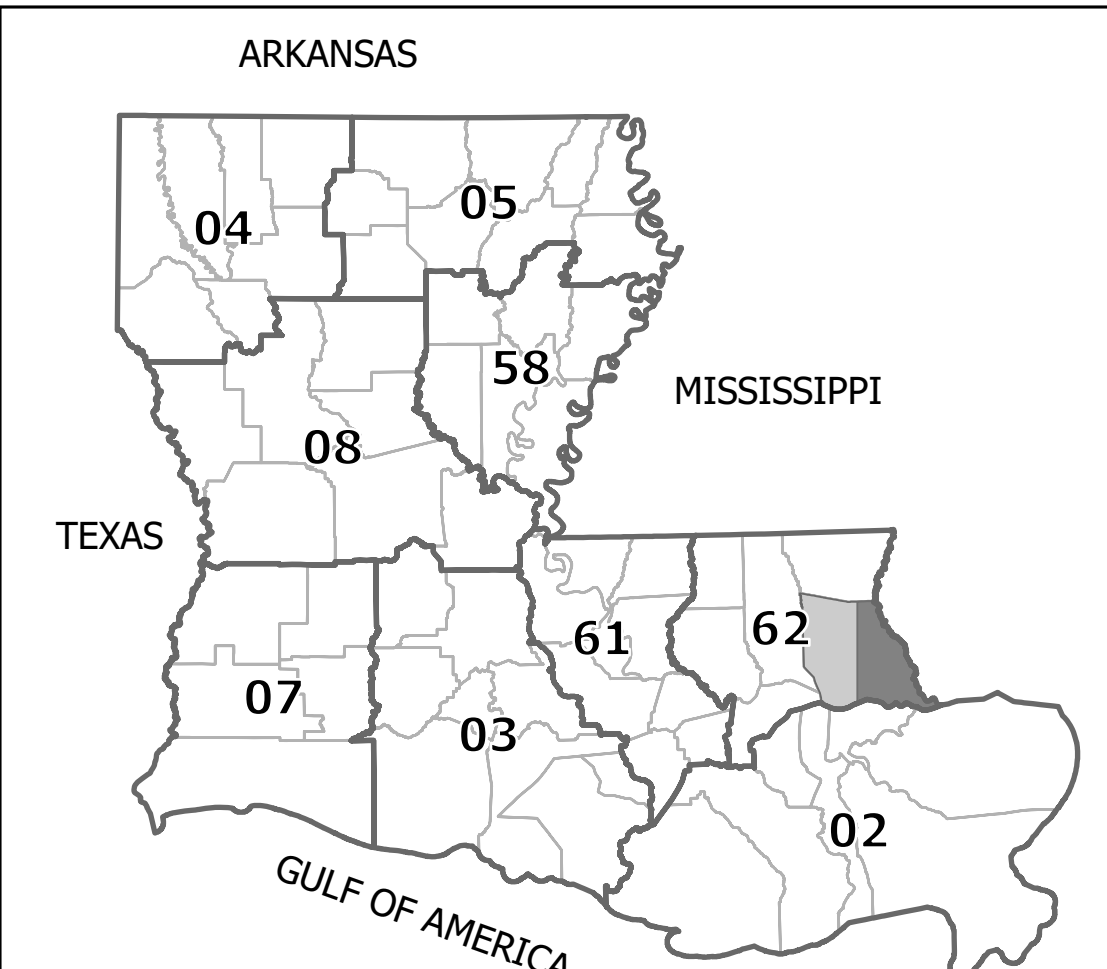 ARKANSAS
05
04
58
MISSISSIPPI
08
TEXAS
62
61
07
03
02
GULF OF AMERICA